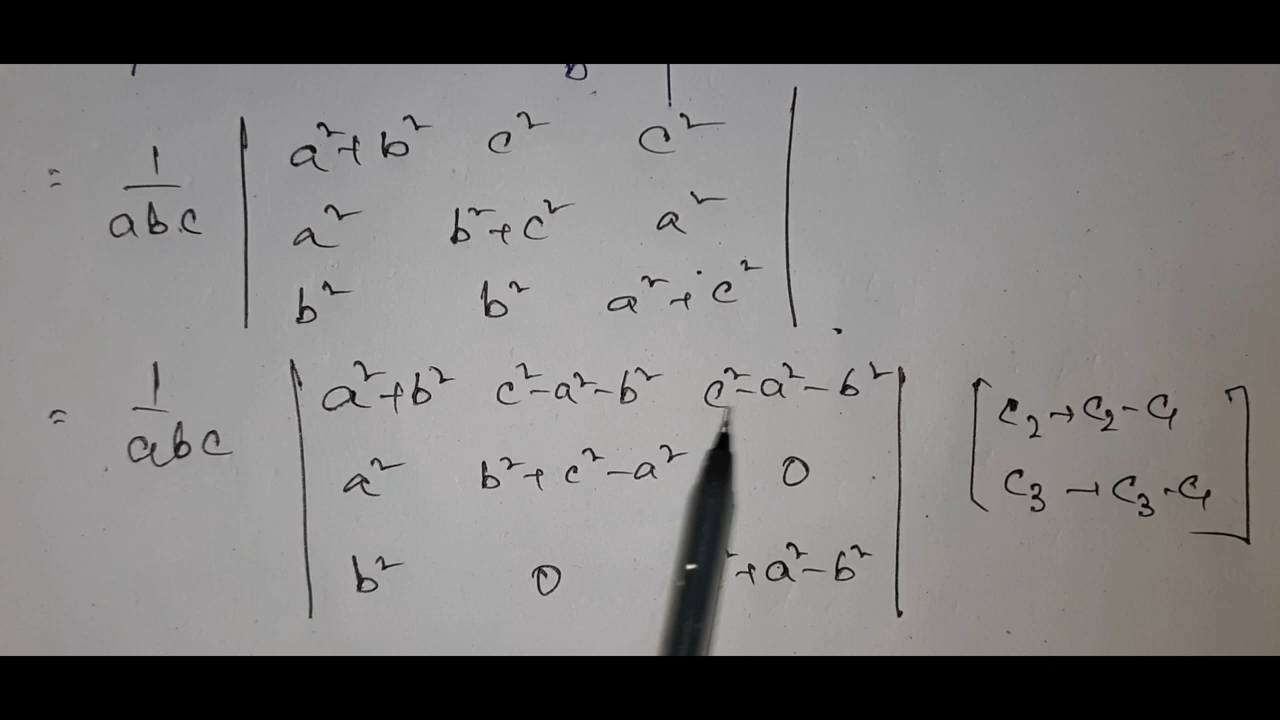 = 1/abc | a²+b² c² c² |
| a² b²+c² a² |
| b² b² a²+c² |
= 1/abc | a²+b² c²-a²-b² c²-a²-b² | [C₂→C₂-C₁
| a² b²+c²-a² 0 | C₃→C₃-C₁]
| b² 0 ²+a²-b² |